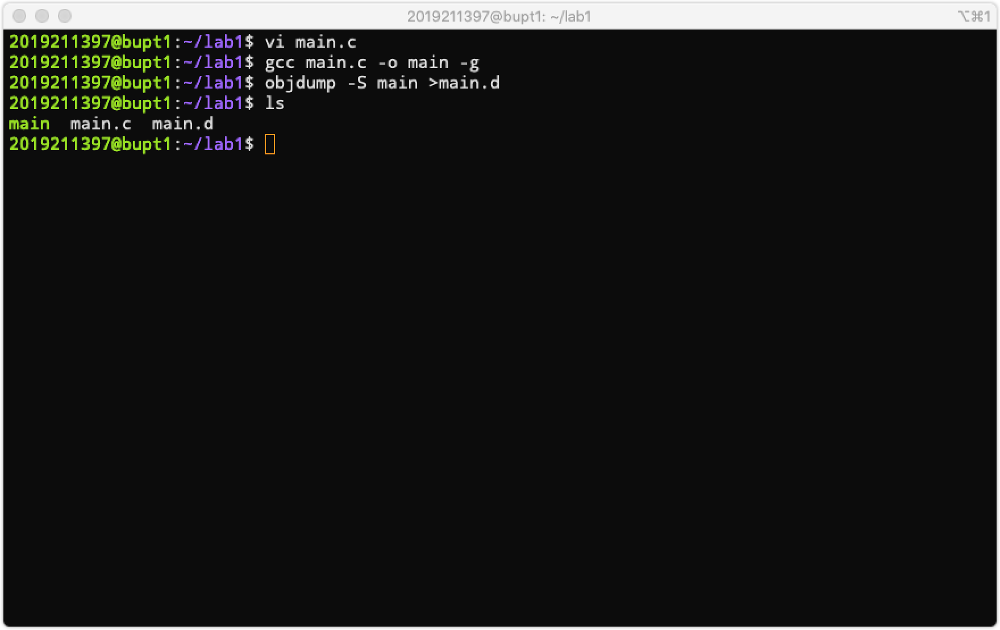 2019211397@bupt1: ~/lab1
⌥⌘1
2019211397@bupt1:~/lab1$ vi main.c
2019211397@bupt1:~/lab1$ gcc main.c -o main -g
2019211397@bupt1:~/lab1$ objdump -S main >main.d
2019211397@bupt1:~/lab1$ ls
main  main.c  main.d
2019211397@bupt1:~/lab1$